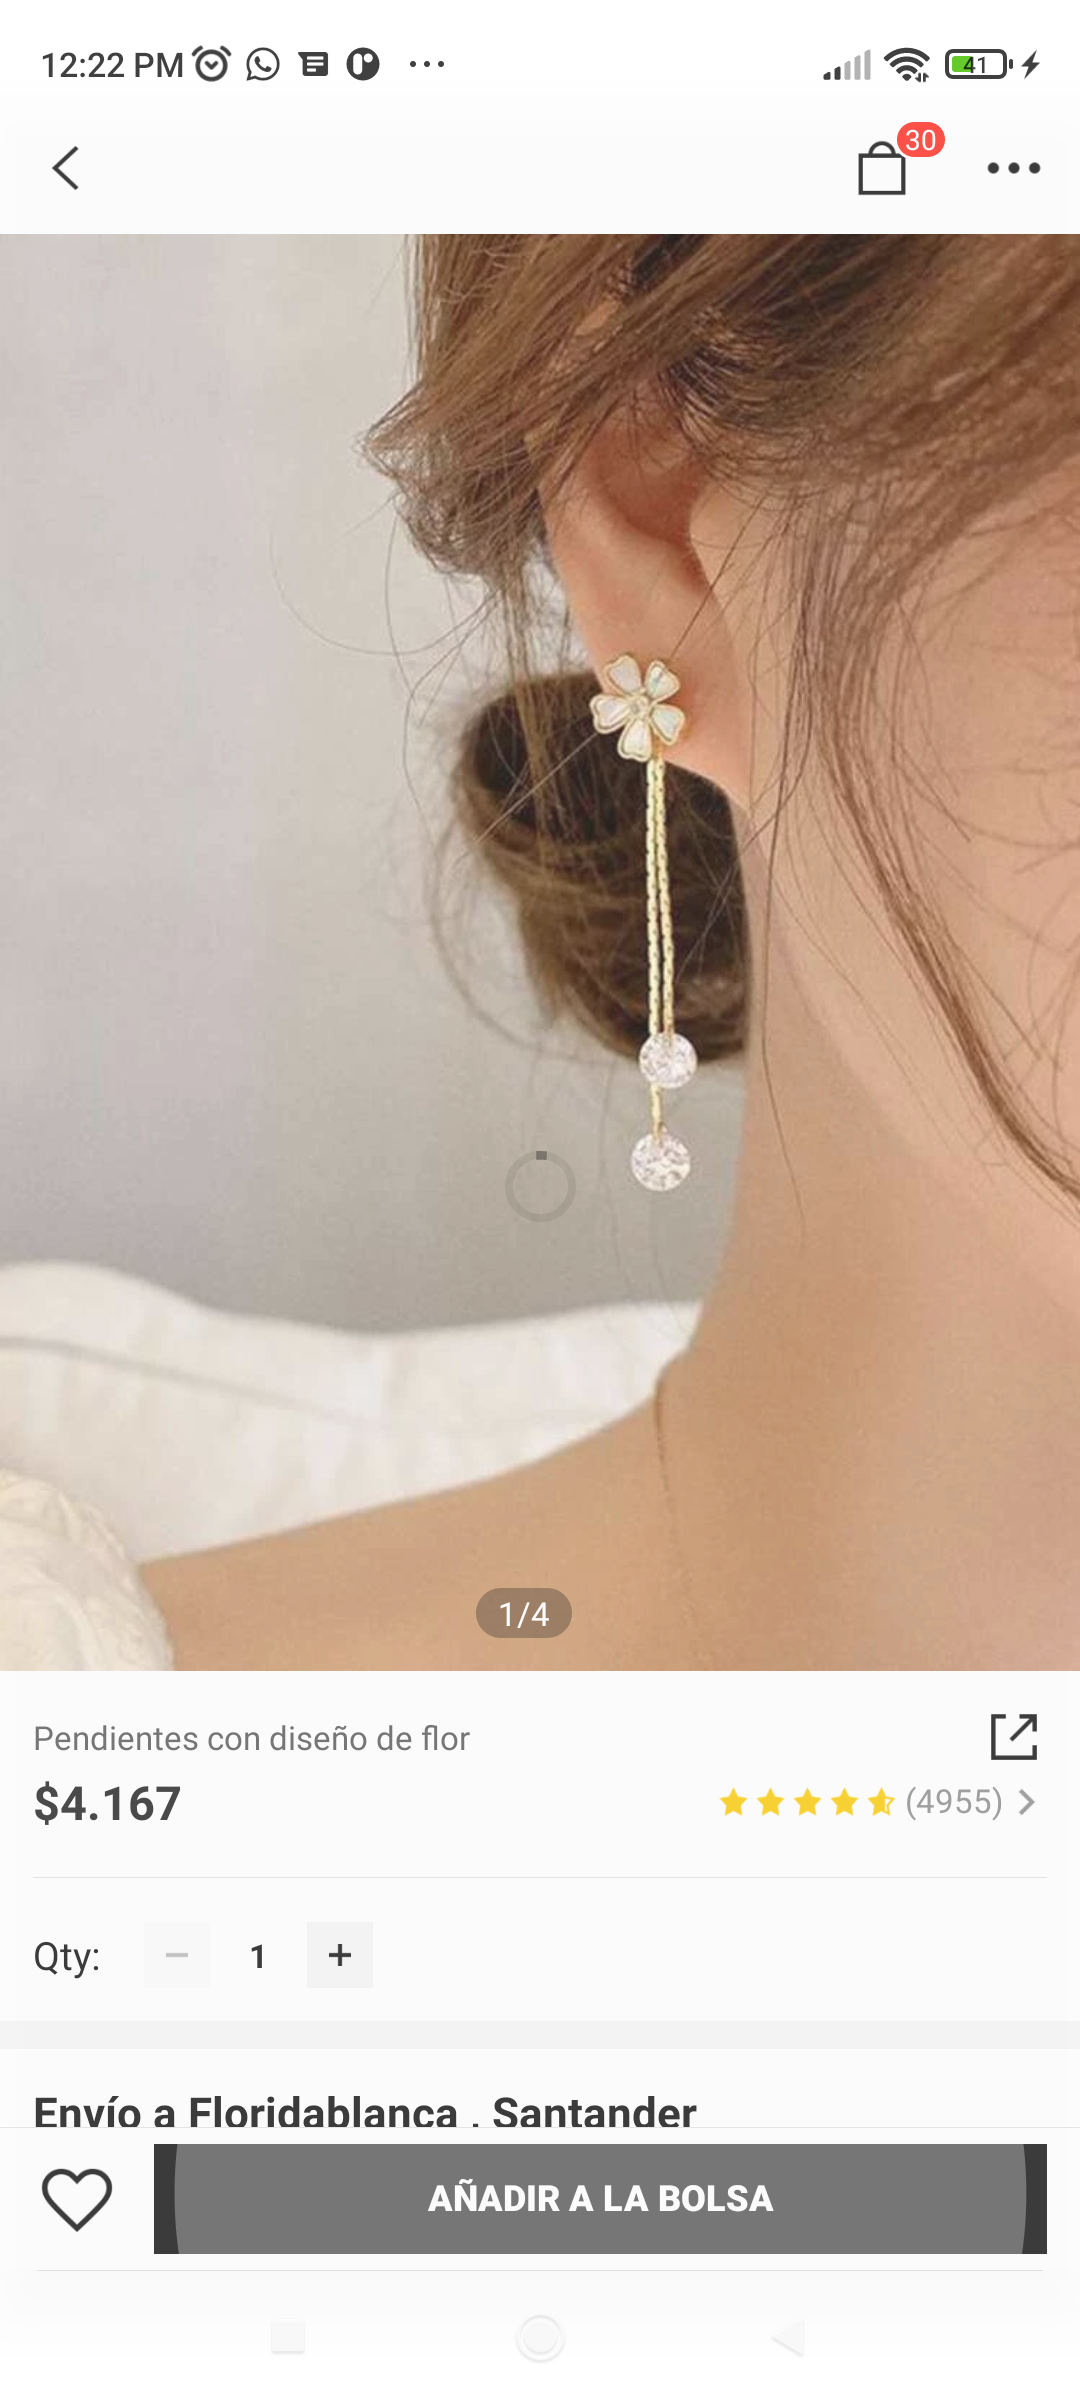 12:22 PM
41
30
1/4
Pendientes con diseño de flor
$4.167
(4955)
Qty:
1
Envío a Floridablanca , Santander
AÑADIR A LA BOLSA